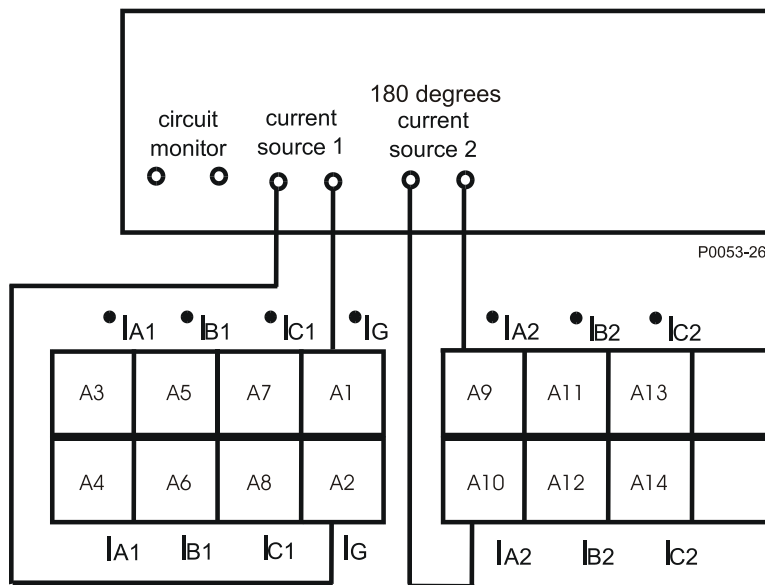 circuit
monitor
current
source 1
180 degrees
current
source 2
P0053-26
IA1 IB1 IC1 IG
A3 A5 A7 A1
A4 A6 A8 A2
IA1 IB1 IC1 IG
IA2 IB2 IC2
A9 A11 A13
A10 A12 A14
IA2 IB2 IC2